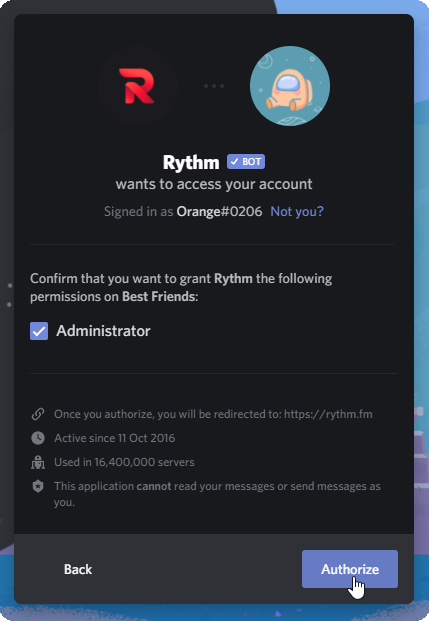 Rythm ✓ BOT
wants to access your account
Signed in as Orange#0206 Not you?
Confirm that you want to grant Rythm the following
permissions on Best Friends:
Administrator
Once you authorize, you will be redirected to: https://rythm.fm
Active since 11 Oct 2016
Used in 16,400,000 servers
This application cannot read your messages or send messages as
you.
Back Authorize